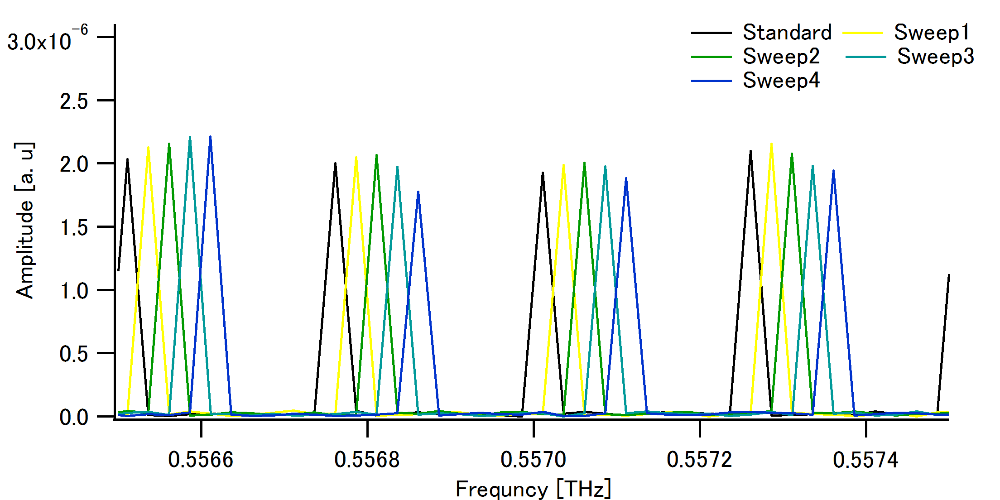 3.0x10⁻⁶
2.5
2.0
1.5
1.0
0.5
0.0
Amplitude [a. u]
Standard Sweep1
Sweep2 Sweep3
Sweep4
0.5566 0.5568 0.5570 0.5572 0.5574
Frequncy [THz]